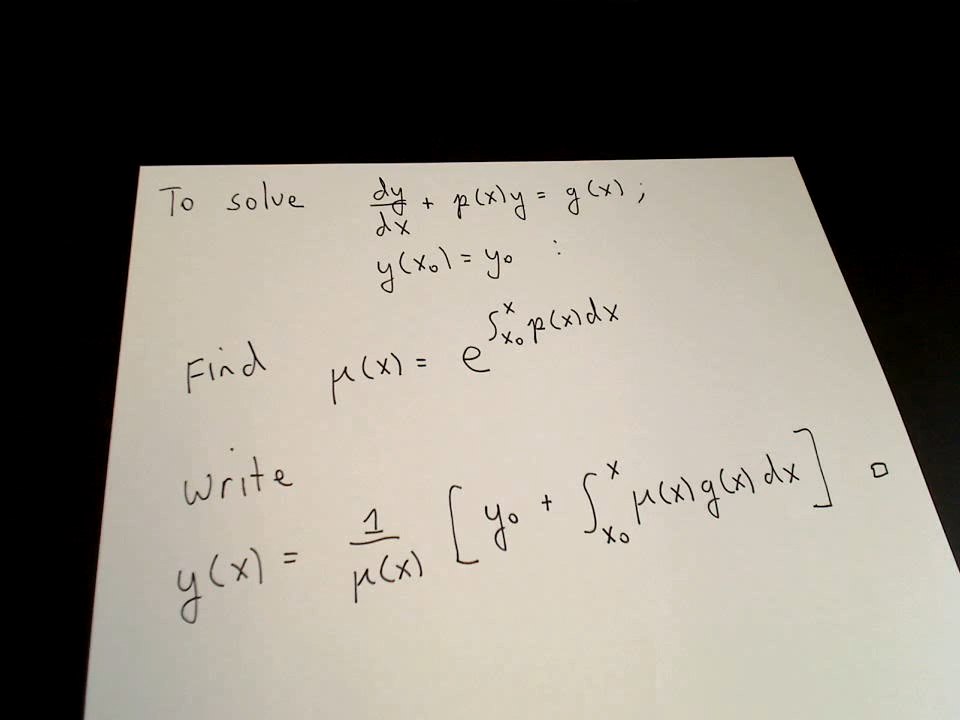 To solve dy/dx + p(x)y = g(x) ;
y(x₀) = y₀ :
Find μ(x) = e^{∫_{x₀}^{x} p(x)dx}
Write
y(x) = 1/μ(x) [ y₀ + ∫_{x₀}^{x} μ(x)g(x)dx ] □